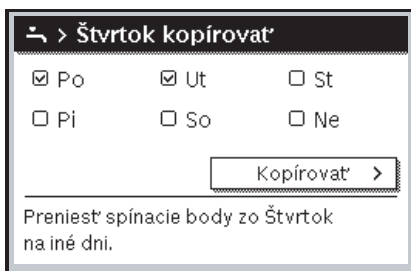 > Štvrtok kopírovať
Po Ut St
Pi So Ne
Kopírovať >
Preniesť spínacie body zo Štvrtok
na iné dni.